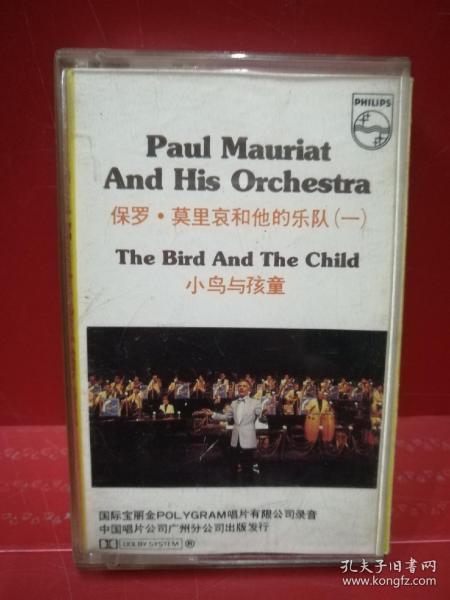 PHILIPS
Paul Mauriat
And His Orchestra
保罗·莫里哀和他的乐队(一)
The Bird And The Child
小鸟与孩童
国际宝丽金POLYGRAM唱片有限公司录音
中国唱片公司广州分公司出版发行
DOLBY SYSTEM ®
孔夫子旧书网
kongfz.com